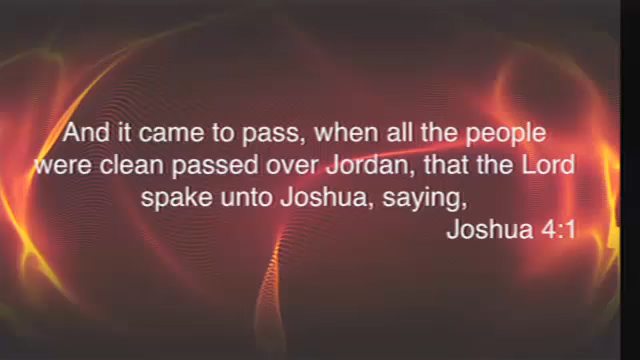 And it came to pass, when all the people
were clean passed over Jordan, that the Lord
spake unto Joshua, saying,
Joshua 4:1